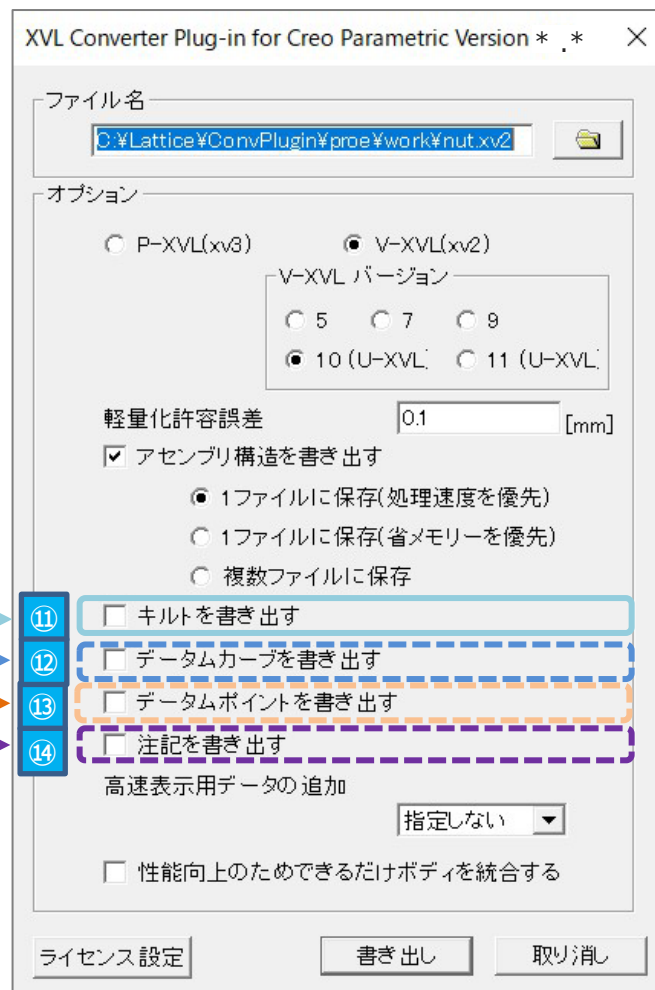 XVL Converter Plug-in for Creo Parametric Version * .*
ファイル名
C:¥Lattice¥ConvPlugin¥proe¥work¥nut.xv2
オプション
P-XVL(xv3) V-XVL(xv2)
V-XVL バージョン
5 7 9
10 (U-XVL 11 (U-XVL
軽量化許容誤差 0.1 [mm]
アセンブリ構造を書き出す
1ファイルに保存(処理速度を優先)
1ファイルに保存(省メモリーを優先)
複数ファイルに保存
⑪ キルトを書き出す
⑫ データムカーブを書き出す
⑬ データムポイントを書き出す
⑭ 注記を書き出す
高速表示用データの追加
指定しない
性能向上のためできるだけボディを統合する
ライセンス設定 書き出し 取り消し